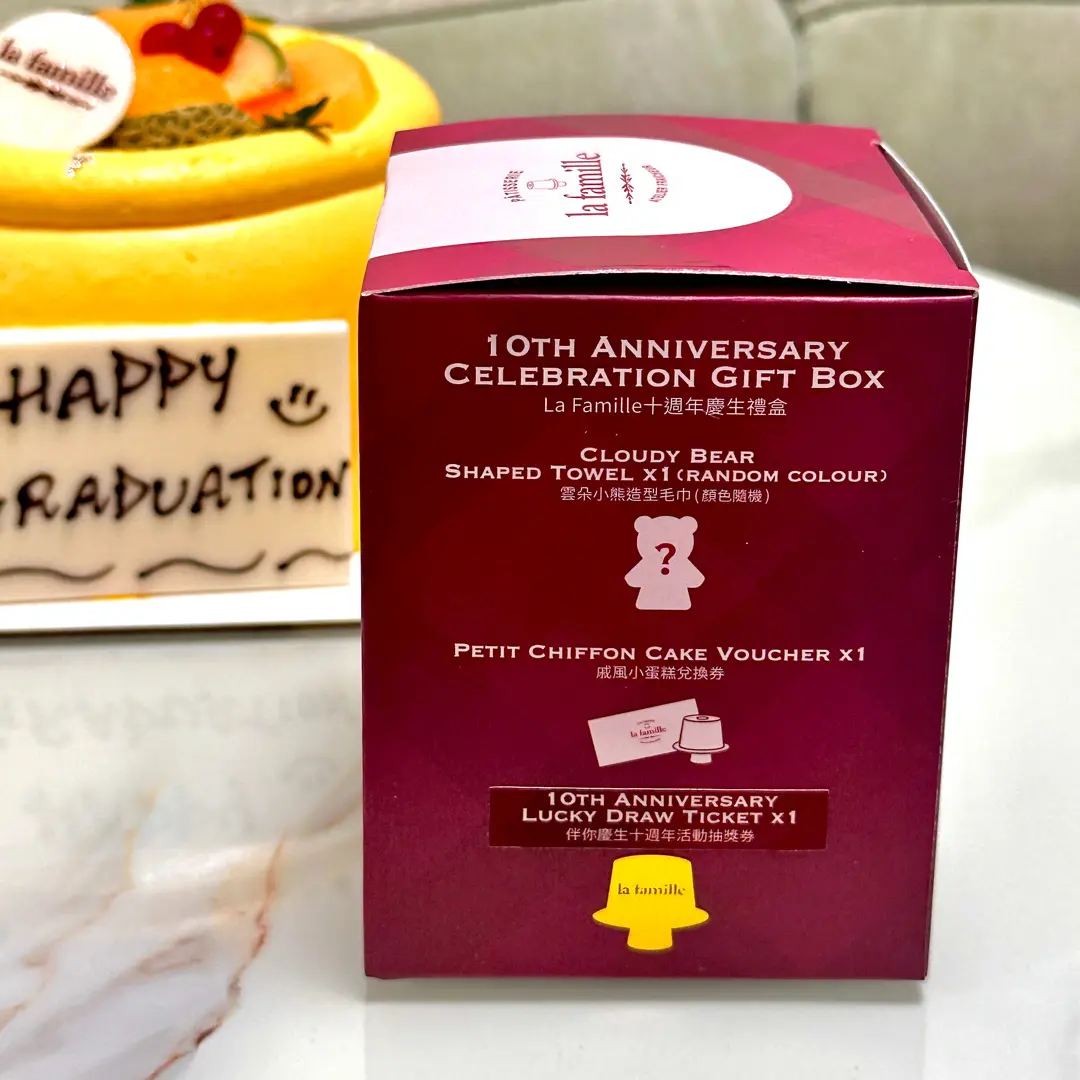 la famille
HAPPY
GRADUATION
PÂTISSERIE
la famille
10TH ANNIVERSARY
CELEBRATION GIFT BOX
La Famille十週年慶生禮盒
CLOUDY BEAR
SHAPED TOWEL X1 (RANDOM COLOUR)
雲朵小熊造型毛巾(顏色隨機)
?
PETIT CHIFFON CAKE VOUCHER X1
戚風小蛋糕兌換券
la famille
10TH ANNIVERSARY
LUCKY DRAW TICKET X1
伴你慶生十週年活動抽獎券
la famille